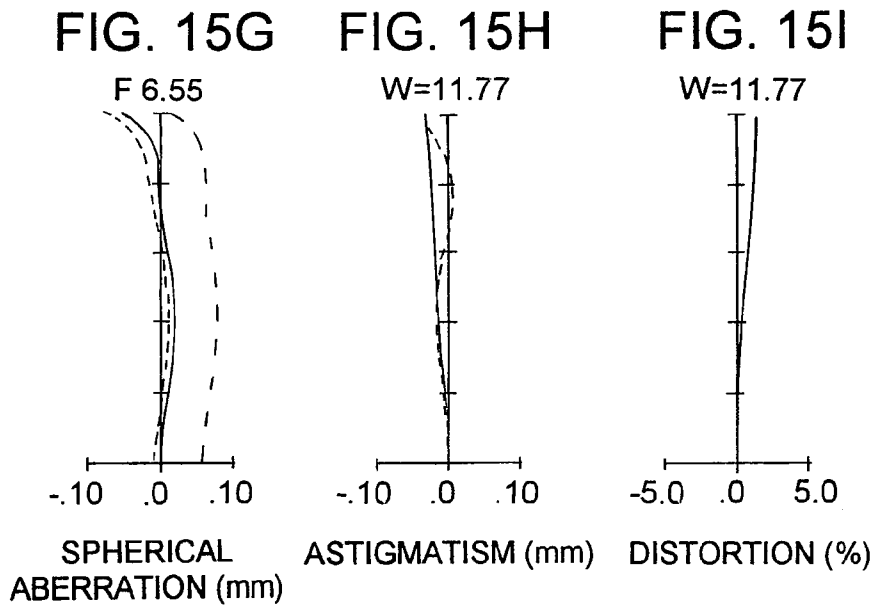 FIG. 15G
FIG. 15H
FIG. 15I
F 6.55
W=11.77
W=11.77
-.10 .0 .10
-.10 .0 .10
-5.0 .0 5.0
SPHERICAL
ABERRATION (mm)
ASTIGMATISM (mm)
DISTORTION (%)